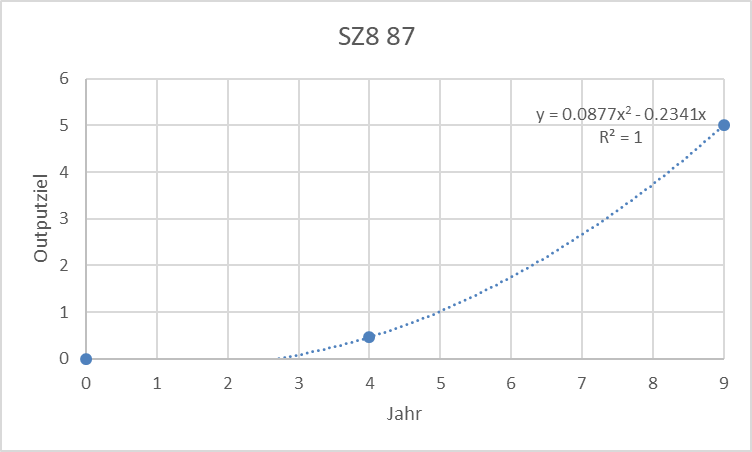 SZ8 87
6
5
4
3
2
1
0
y = 0.0877x² - 0.2341x
R² = 1
Outputziel
0 1 2 3 4 5 6 7 8 9
Jahr